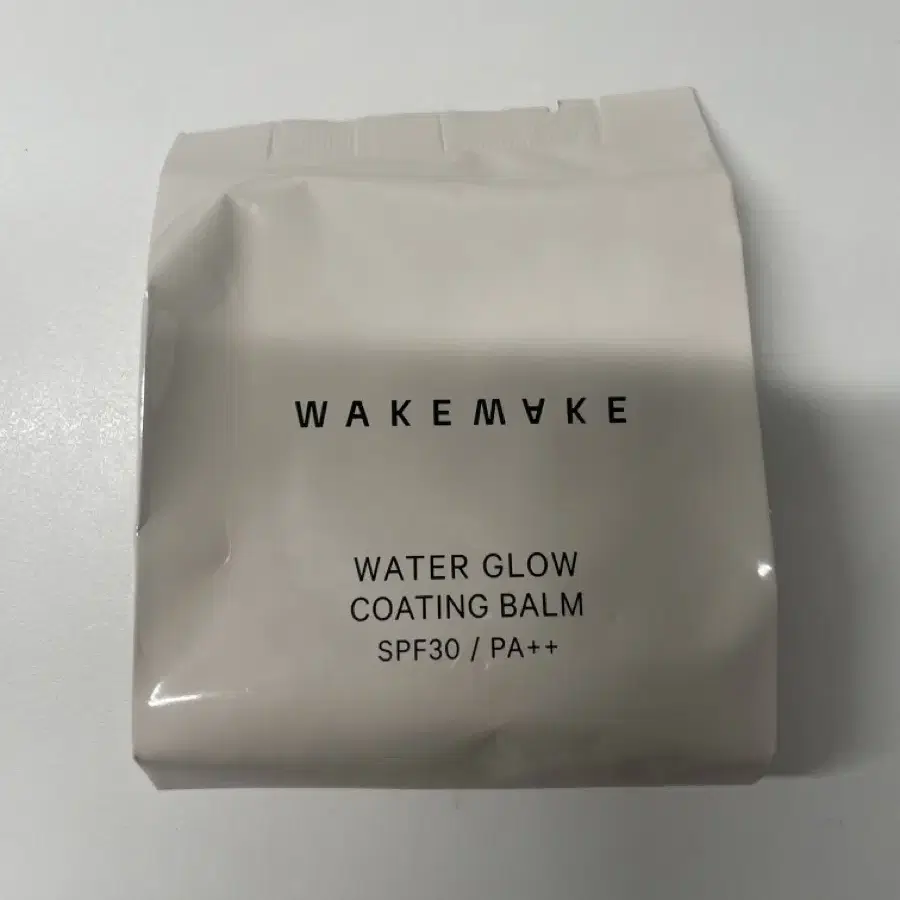 WAKEMAKE
WATER GLOW
COATING BALM
SPF30 / PA++